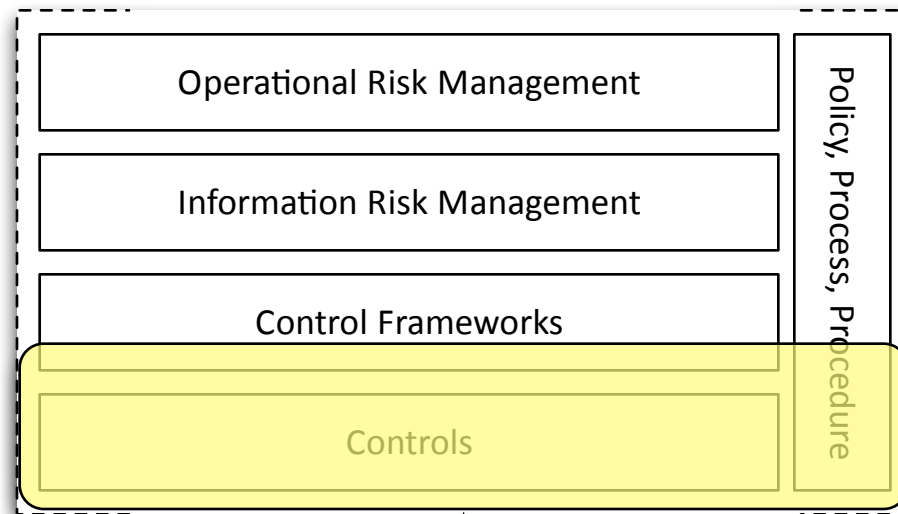 Operational Risk Management
Information Risk Management
Control Frameworks
Controls
Policy, Process, Procedure